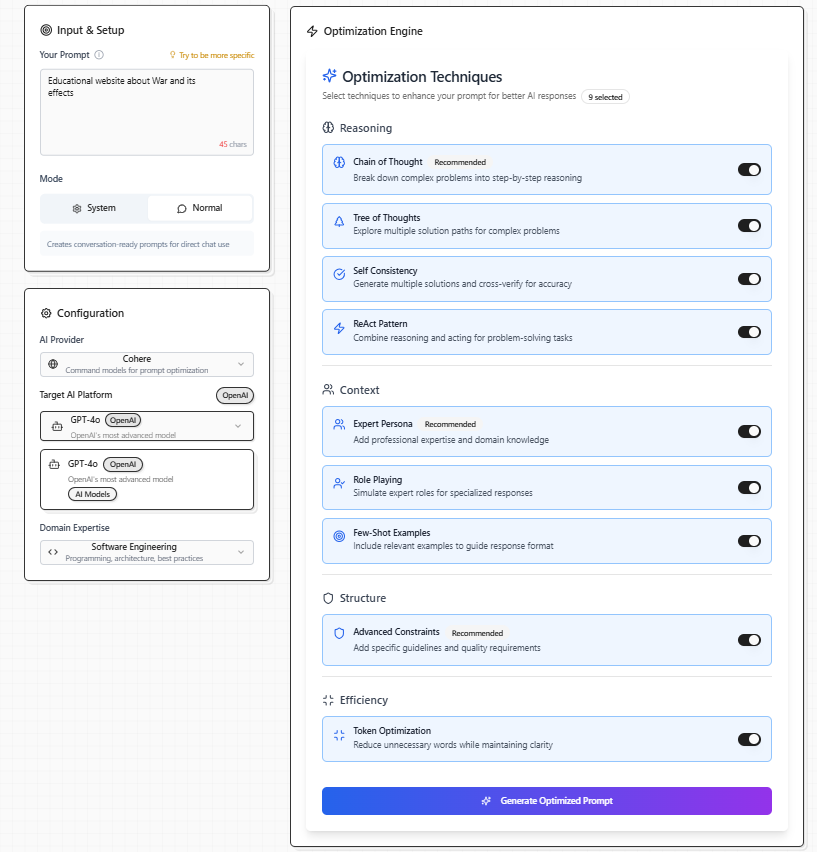 Input & Setup
Your Prompt
Try to be more specific
Educational website about War and its
effects
45 chars
Mode
System
Normal
Creates conversation-ready prompts for direct chat use
Configuration
AI Provider
Cohere
Command models for prompt optimization
Target AI Platform
OpenAI
GPT-4o OpenAI
OpenAI's most advanced model
GPT-4o OpenAI
OpenAI's most advanced model
AI Models
Domain Expertise
Software Engineering
Programming, architecture, best practices
Optimization Engine
Optimization Techniques
Select techniques to enhance your prompt for better AI responses 9 selected
Reasoning
Chain of Thought Recommended
Break down complex problems into step-by-step reasoning
Tree of Thoughts
Explore multiple solution paths for complex problems
Self Consistency
Generate multiple solutions and cross-verify for accuracy
ReAct Pattern
Combine reasoning and acting for problem-solving tasks
Context
Expert Persona Recommended
Add professional expertise and domain knowledge
Role Playing
Simulate expert roles for specialized responses
Few-Shot Examples
Include relevant examples to guide response format
Structure
Advanced Constraints Recommended
Add specific guidelines and quality requirements
Efficiency
Token Optimization
Reduce unnecessary words while maintaining clarity
Generate Optimized Prompt